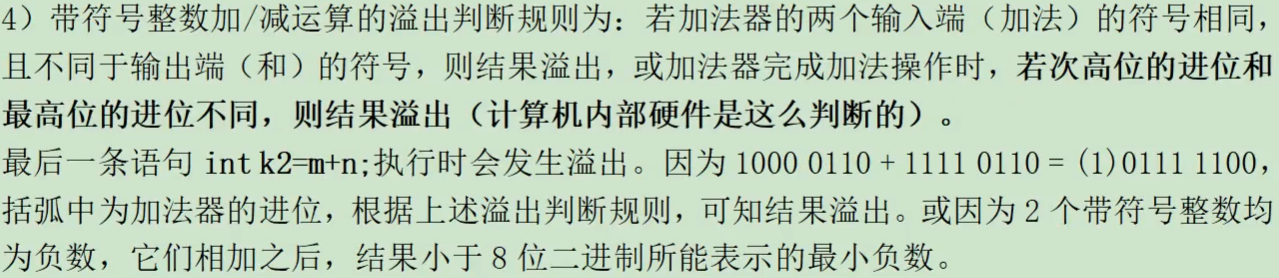 4）带符号整数加/减运算的溢出判断规则为：若加法器的两个输入端（加法）的符号相同，
且不同于输出端（和）的符号，则结果溢出，或加法器完成加法操作时，若次高位的进位和
最高位的进位不同，则结果溢出（计算机内部硬件是这么判断的）。
最后一条语句 int k2=m+n;执行时会发生溢出。因为 1000 0110 + 1111 0110 = (1)0111 1100，
括弧中为加法器的进位，根据上述溢出判断规则，可知结果溢出。或因为 2 个带符号整数均
为负数，它们相加之后，结果小于 8 位二进制所能表示的最小负数。